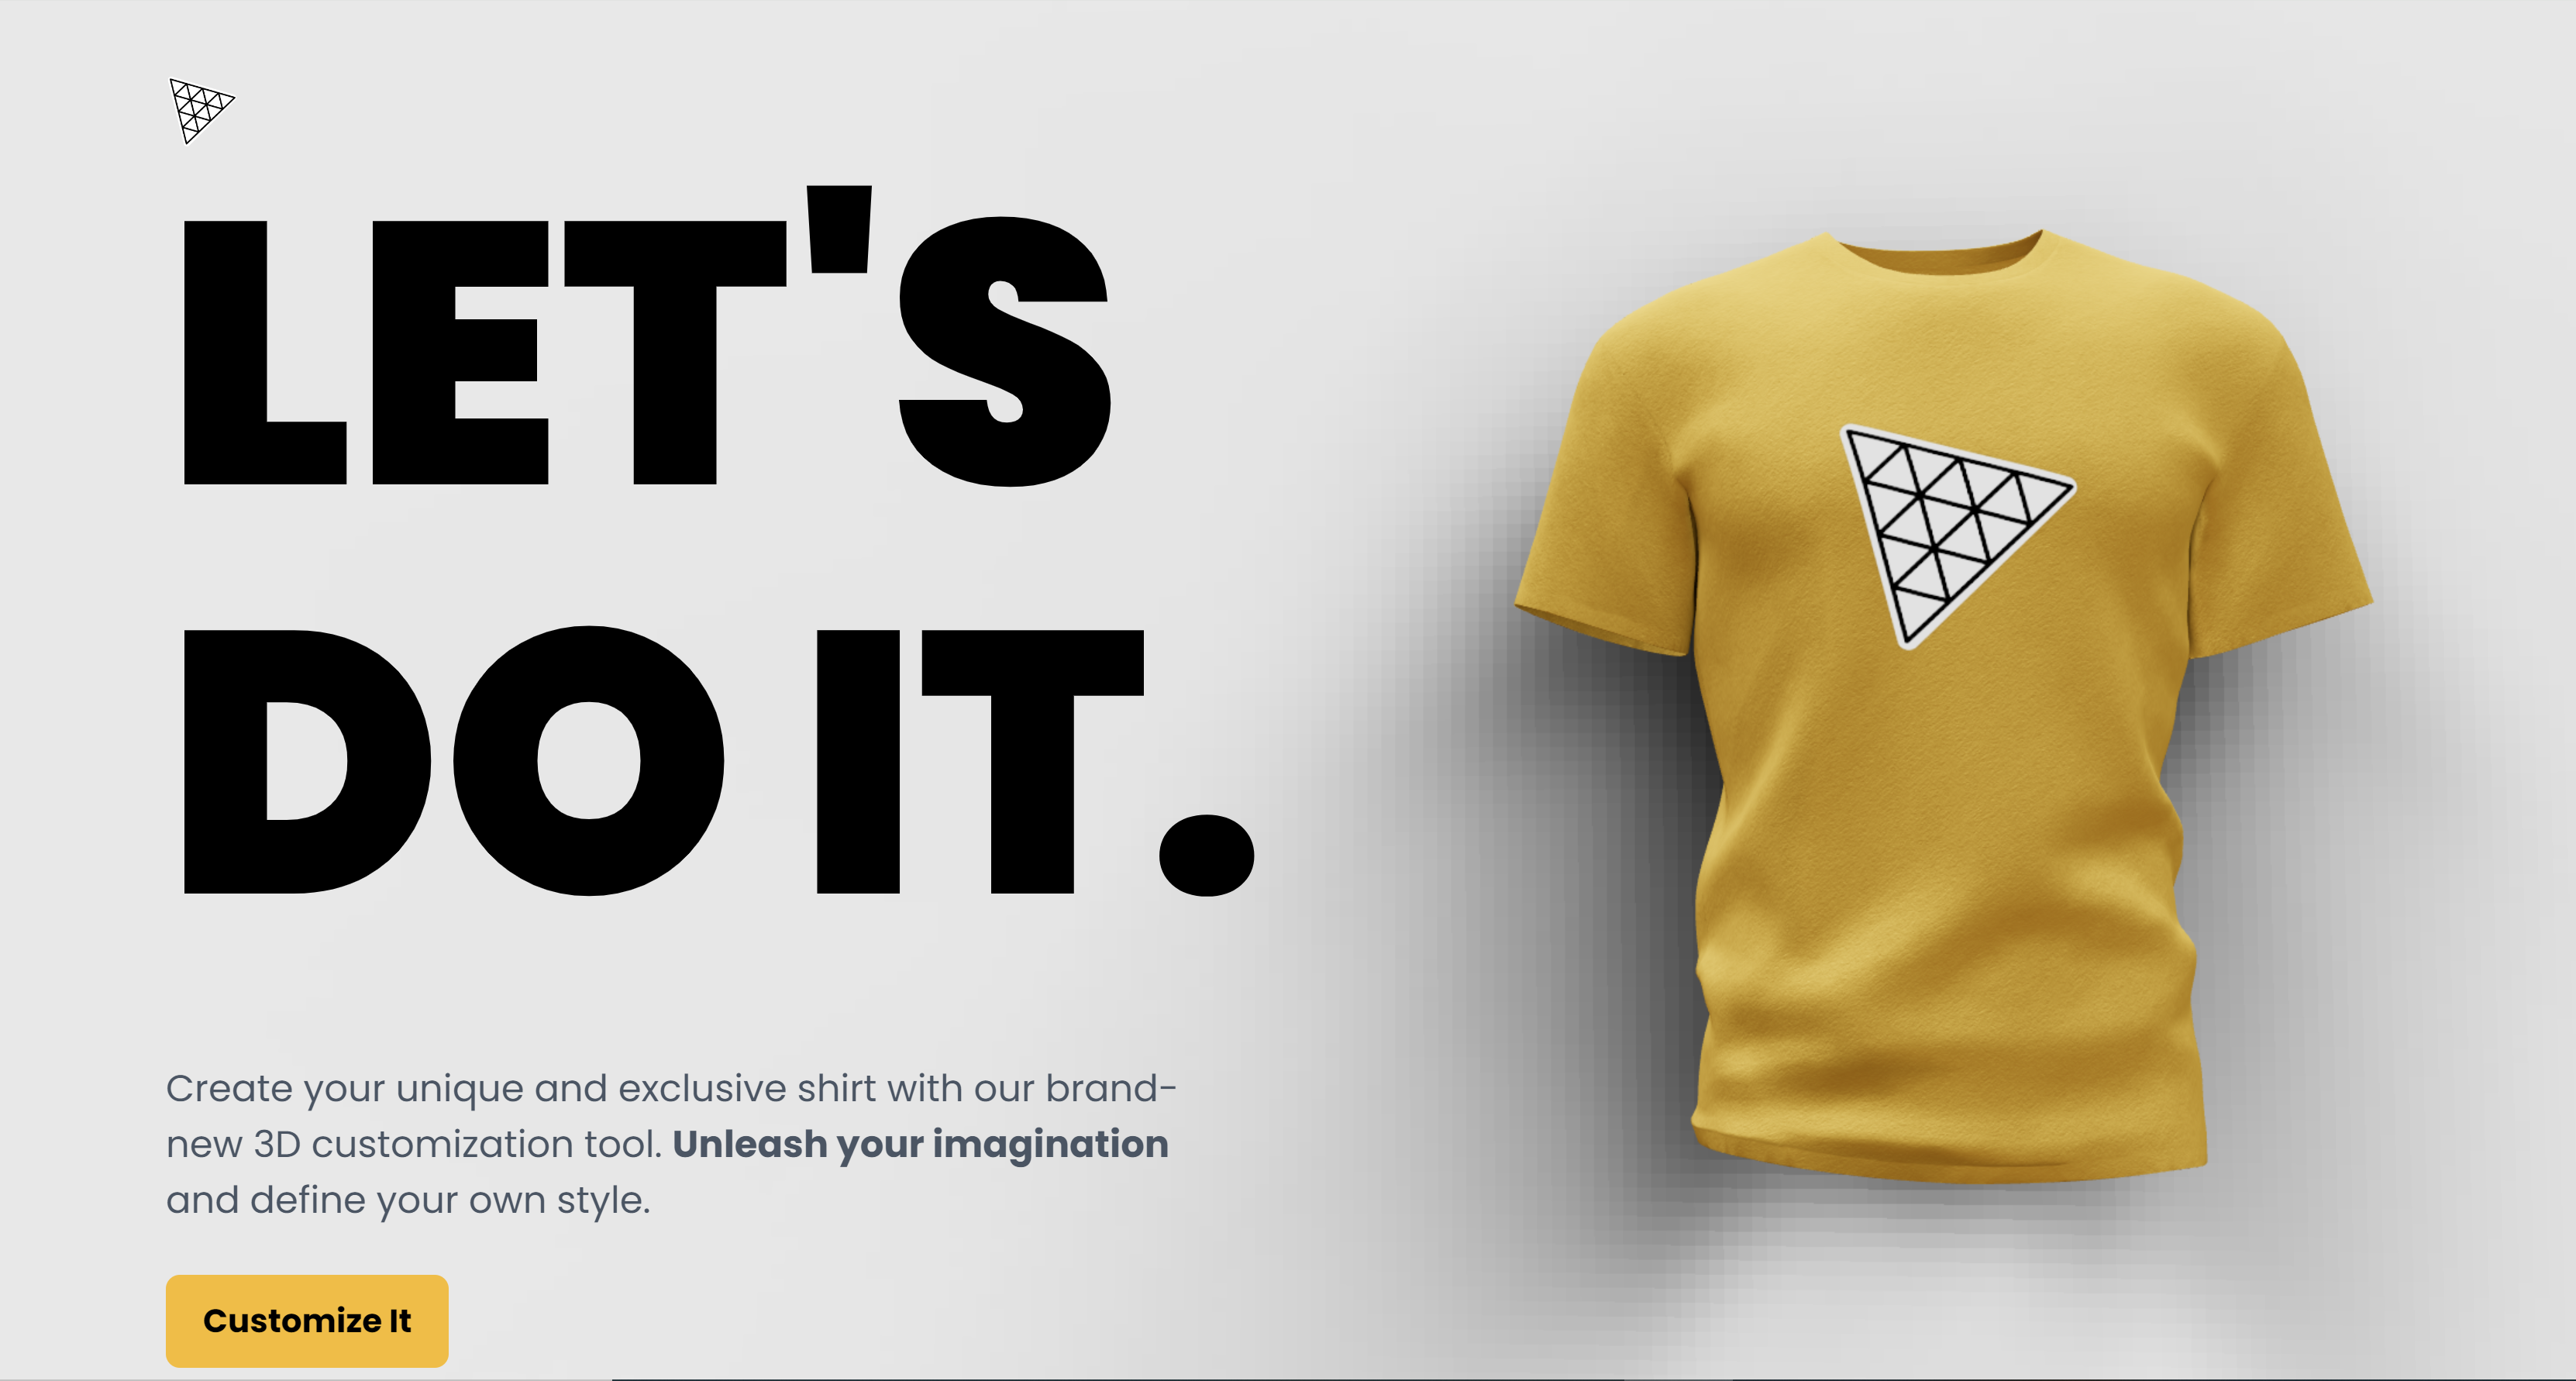 LET'S
DO IT.
Create your unique and exclusive shirt with our brand-
new 3D customization tool. Unleash your imagination
and define your own style.
Customize It